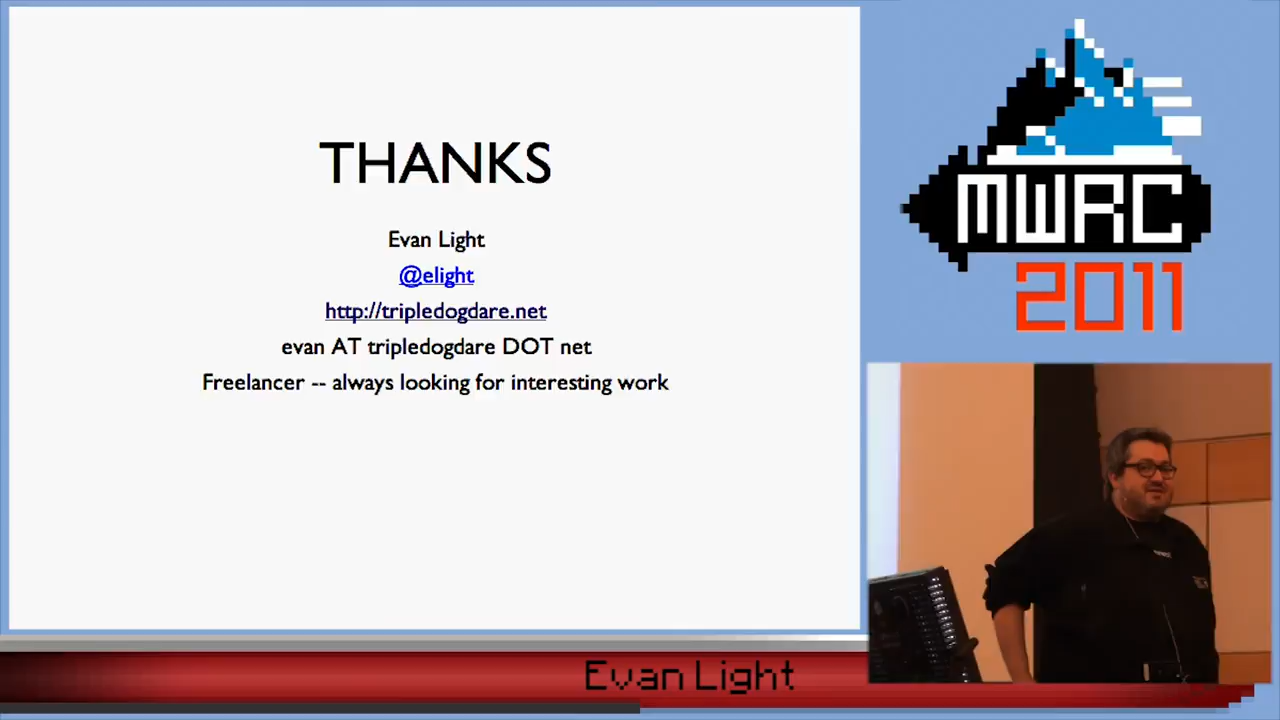 THANKS
Evan Light
@elight
http://tripledogdare.net
evan AT tripledogdare DOT net
Freelancer -- always looking for interesting work
MWRC
2011
Evan Light